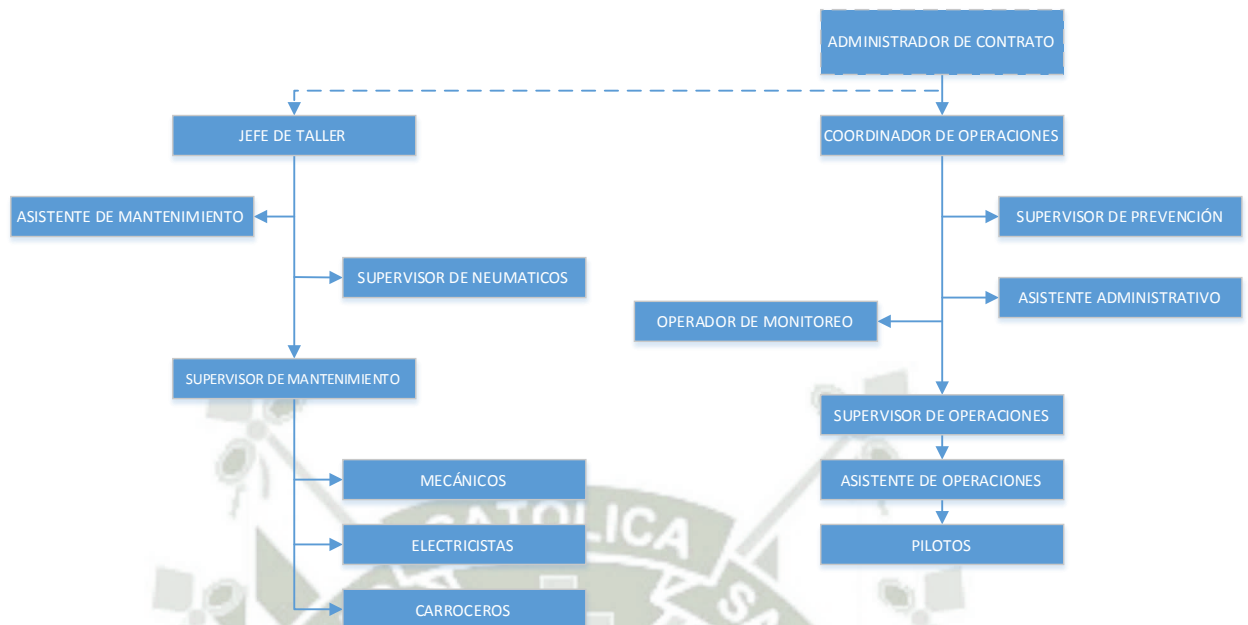 ADMINISTRADOR DE CONTRATO
JEFE DE TALLER
COORDINADOR DE OPERACIONES
ASISTENTE DE MANTENIMIENTO
SUPERVISOR DE PREVENCIÓN
SUPERVISOR DE NEUMATICOS
ASISTENTE ADMINISTRATIVO
OPERADOR DE MONITOREO
SUPERVISOR DE MANTENIMIENTO
SUPERVISOR DE OPERACIONES
MECÁNICOS
ASISTENTE DE OPERACIONES
ELECTRICISTAS
PILOTOS
CARROCEROS
CATOLICA